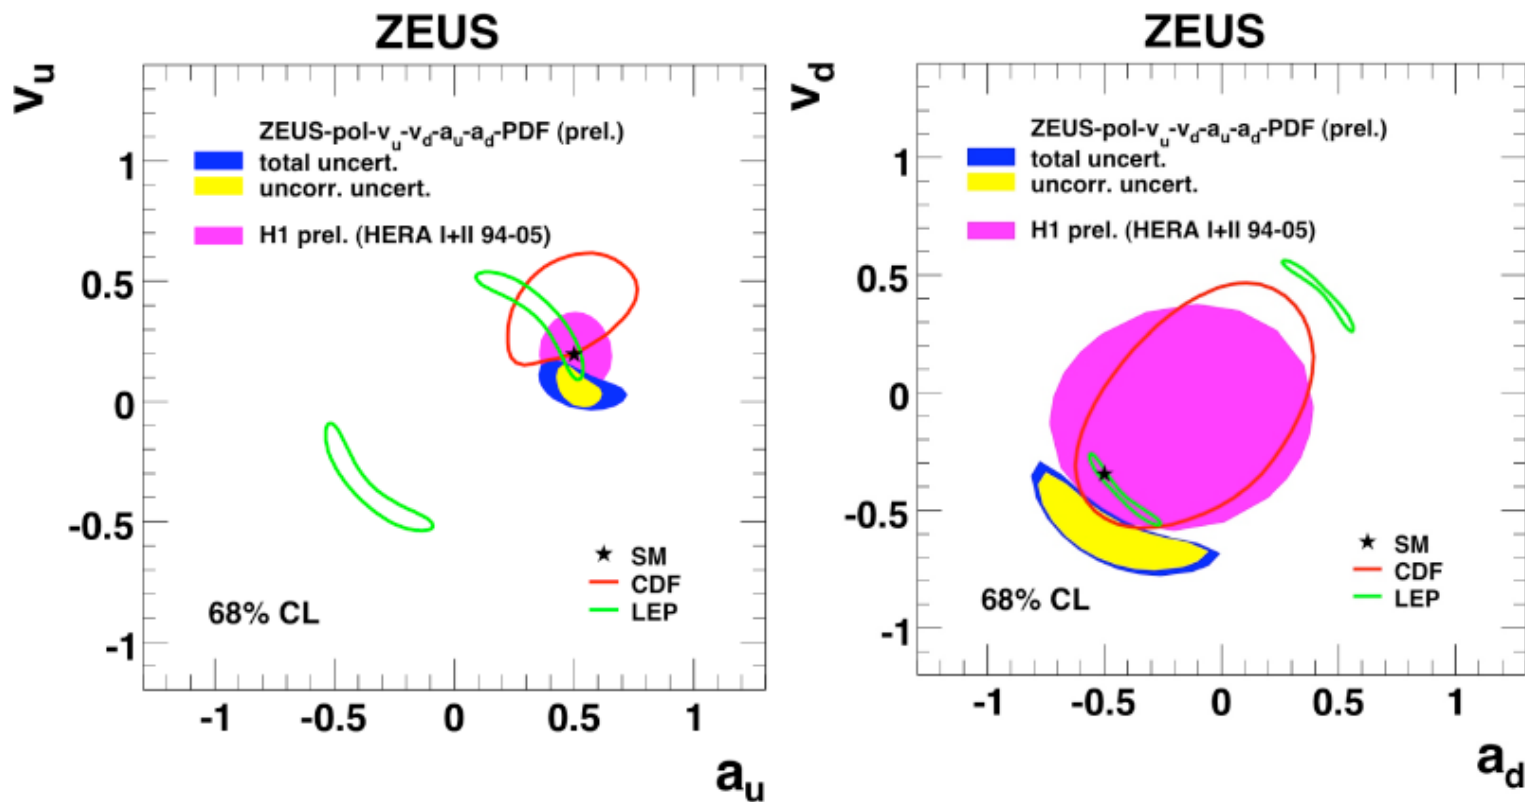 ZEUS
v_u
ZEUS-pol-v_u-v_d-a_u-a_d-PDF (prel.)
total uncert.
uncorr. uncert.
H1 prel. (HERA I+II 94-05)
1
0.5
0
-0.5
-1
SM
CDF
LEP
68% CL
-1 -0.5 0 0.5 1
a_u
ZEUS
v_d
ZEUS-pol-v_u-v_d-a_u-a_d-PDF (prel.)
total uncert.
uncorr. uncert.
H1 prel. (HERA I+II 94-05)
1
0.5
0
-0.5
-1
SM
CDF
LEP
68% CL
-1 -0.5 0 0.5 1
a_d